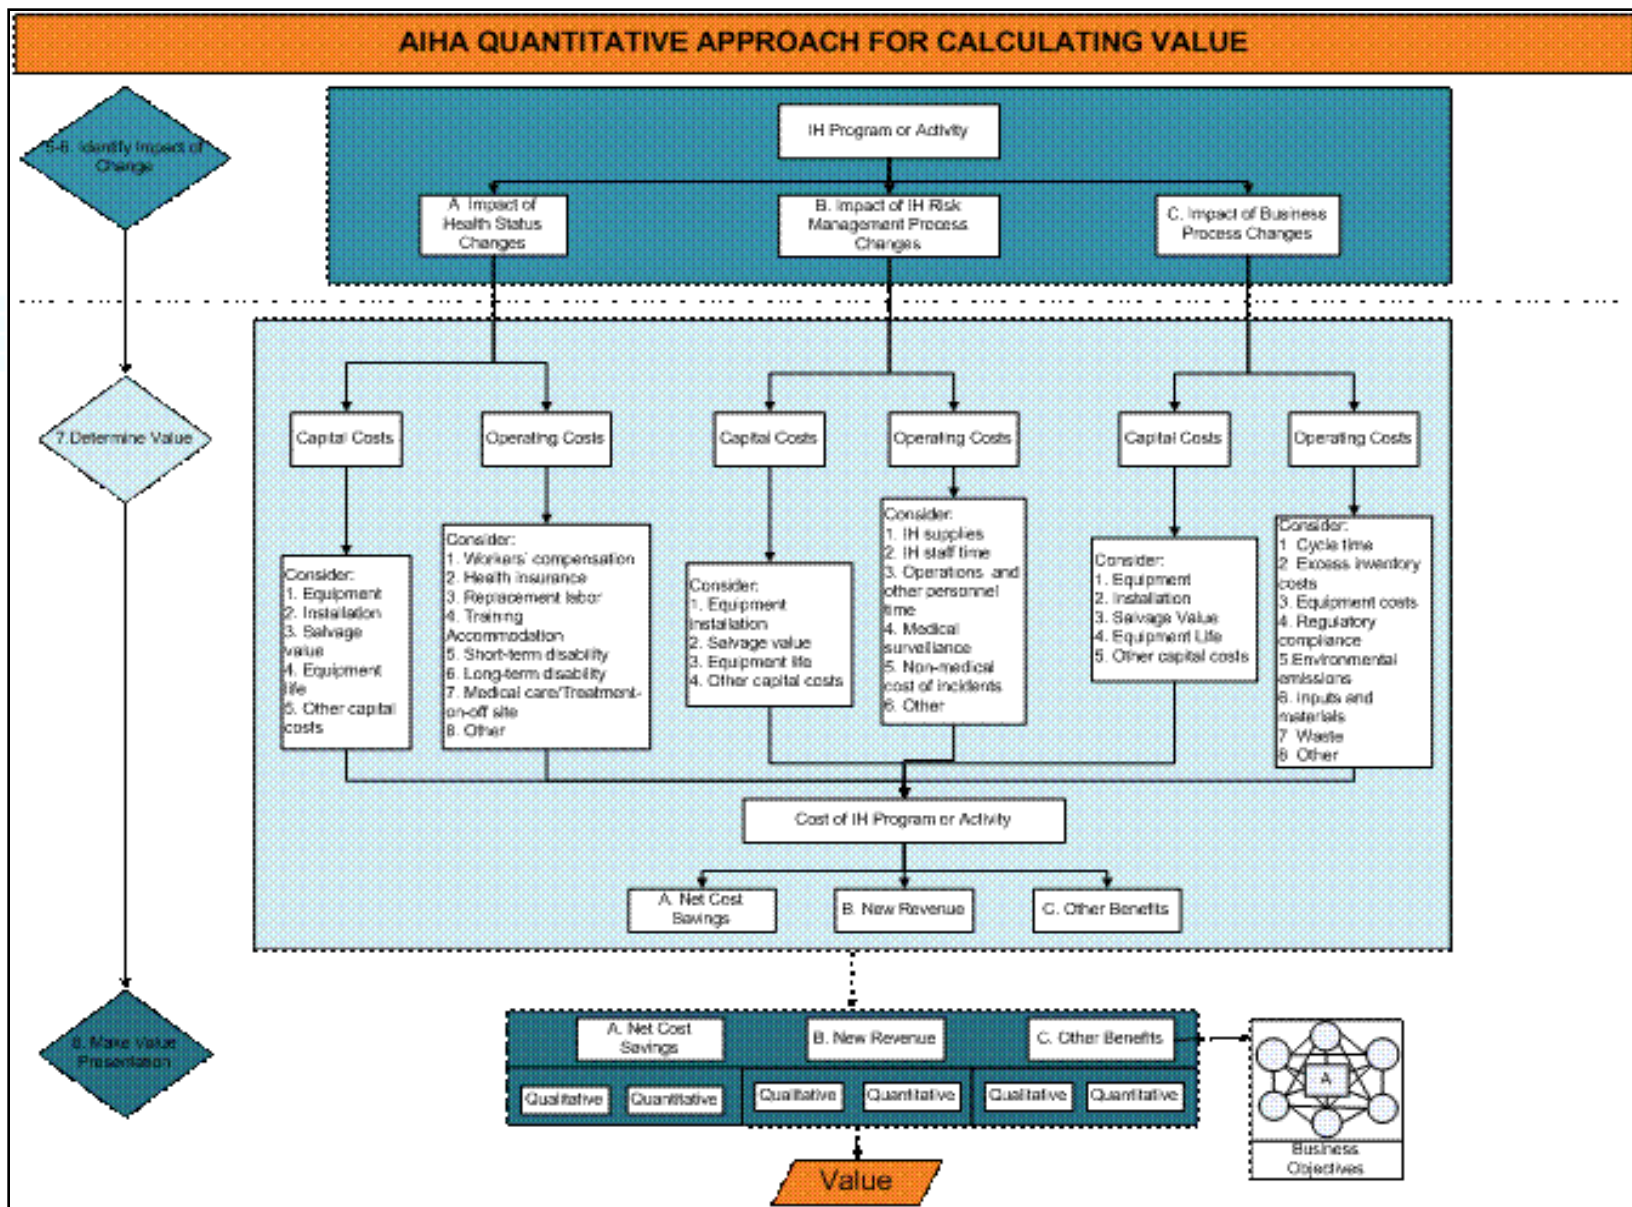 AIHA QUANTITATIVE APPROACH FOR CALCULATING VALUE
5-6. Identify Impact of
Change
IH Program or Activity
A. Impact of
Health Status
Changes
B. Impact of IH Risk
Management Process
Changes
C. Impact of Business
Process Changes
7.Determine Value
Capital Costs
Operating Costs
Capital Costs
Operating Costs
Capital Costs
Operating Costs
Consider:
1. Equipment
2. Installation
3. Salvage
value
4. Equipment
life
5. Other capital
costs
Consider:
1. Workers' compensation
2. Health insurance
3. Replacement labor
4. Training
Accommodation
5. Short-term disability
6. Long-term disability
7. Medical care/Treatment-
on-off site
8. Other
Consider:
1. Equipment
installation
2. Salvage value
3. Equipment life
4. Other capital costs
Consider:
1. IH supplies
2. IH staff time
3. Operations and
other personnel
time
4. Medical
surveillance
5. Non-medical
cost of incidents
6. Other
Consider:
1. Equipment
2. Installation
3. Salvage Value
4. Equipment Life
5. Other capital costs
Consider:
1 Cycle time
2 Excess inventory
costs
3. Equipment costs
4. Regulatory
compliance
5.Environmental
emissions
6. Inputs and
materials
7 Waste
8 Other
Cost of IH Program or Activity
A. Net Cost
Savings
B. New Revenue
C. Other Benefits
8. Make Value
Presentation
A. Net Cost
Savings
B. New Revenue
C. Other Benefits
Qualitative
Quantitative
Qualitative
Quantitative
Qualitative
Quantitative
A
Business
Objectives
Value